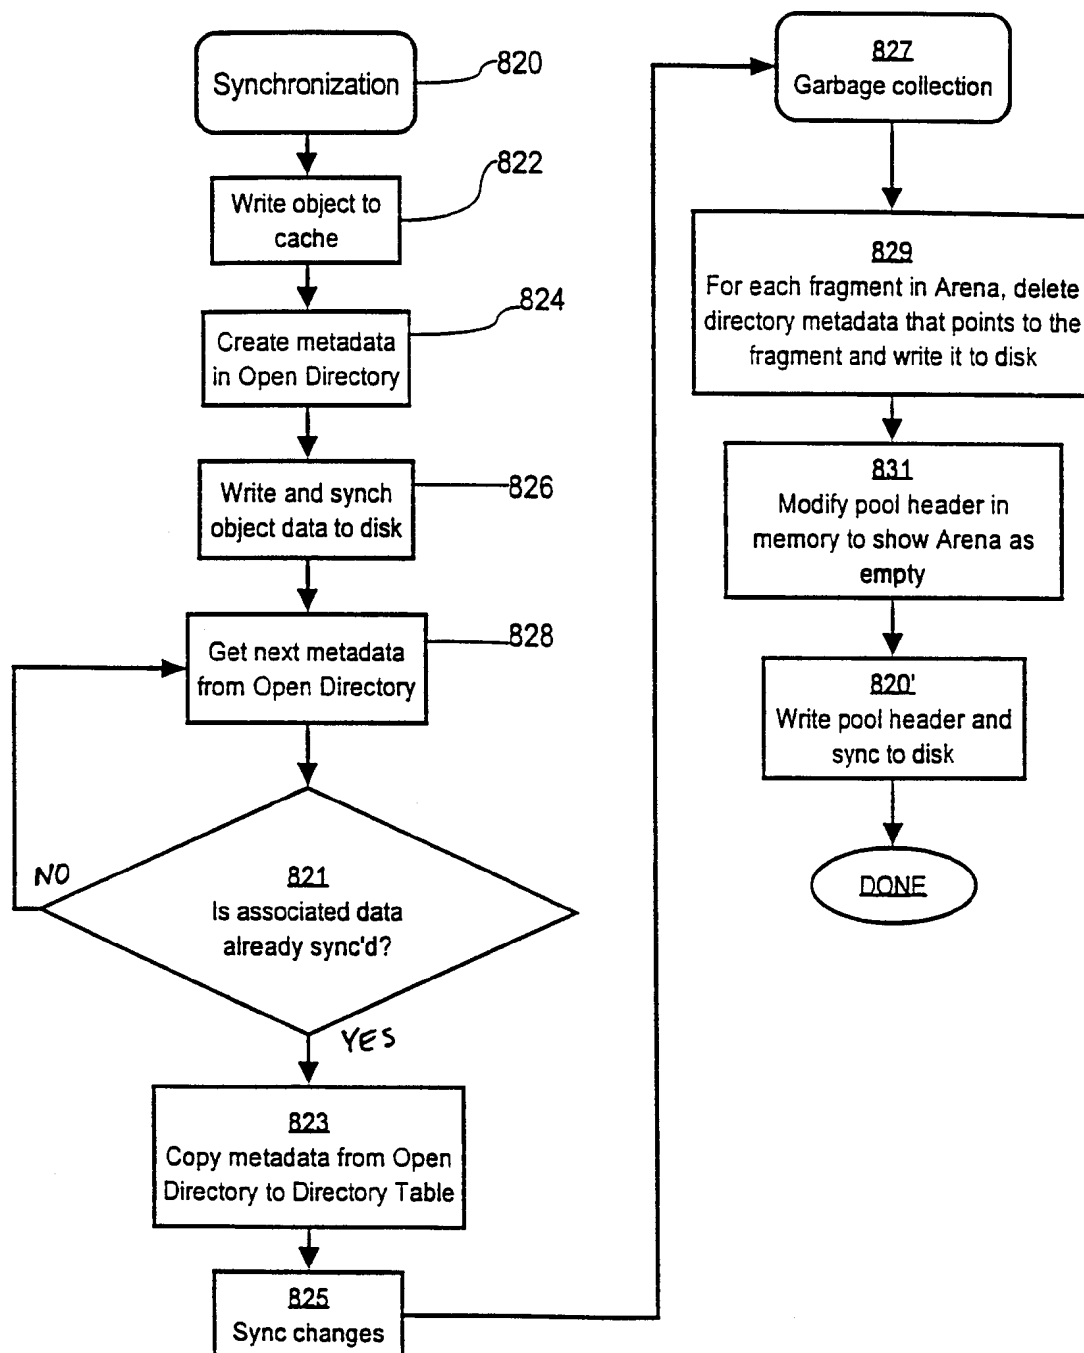 Synchronization
820
Write object to
cache
822
Create metadata
in Open Directory
824
Write and synch
object data to disk
826
Get next metadata
from Open Directory
828
NO
821
Is associated data
already sync'd?
YES
823
Copy metadata from Open
Directory to Directory Table
825
Sync changes
827
Garbage collection
829
For each fragment in Arena, delete
directory metadata that points to the
fragment and write it to disk
831
Modify pool header in
memory to show Arena as
empty
820'
Write pool header and
sync to disk
DONE